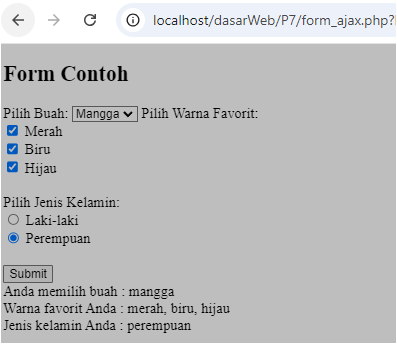 localhost/dasarWeb/P7/form_ajax.php?
Form Contoh
Pilih Buah: Mangga Pilih Warna Favorit:
Merah
Biru
Hijau
Pilih Jenis Kelamin:
Laki-laki
Perempuan
Submit
Anda memilih buah : mangga
Warna favorit Anda : merah, biru, hijau
Jenis kelamin Anda : perempuan